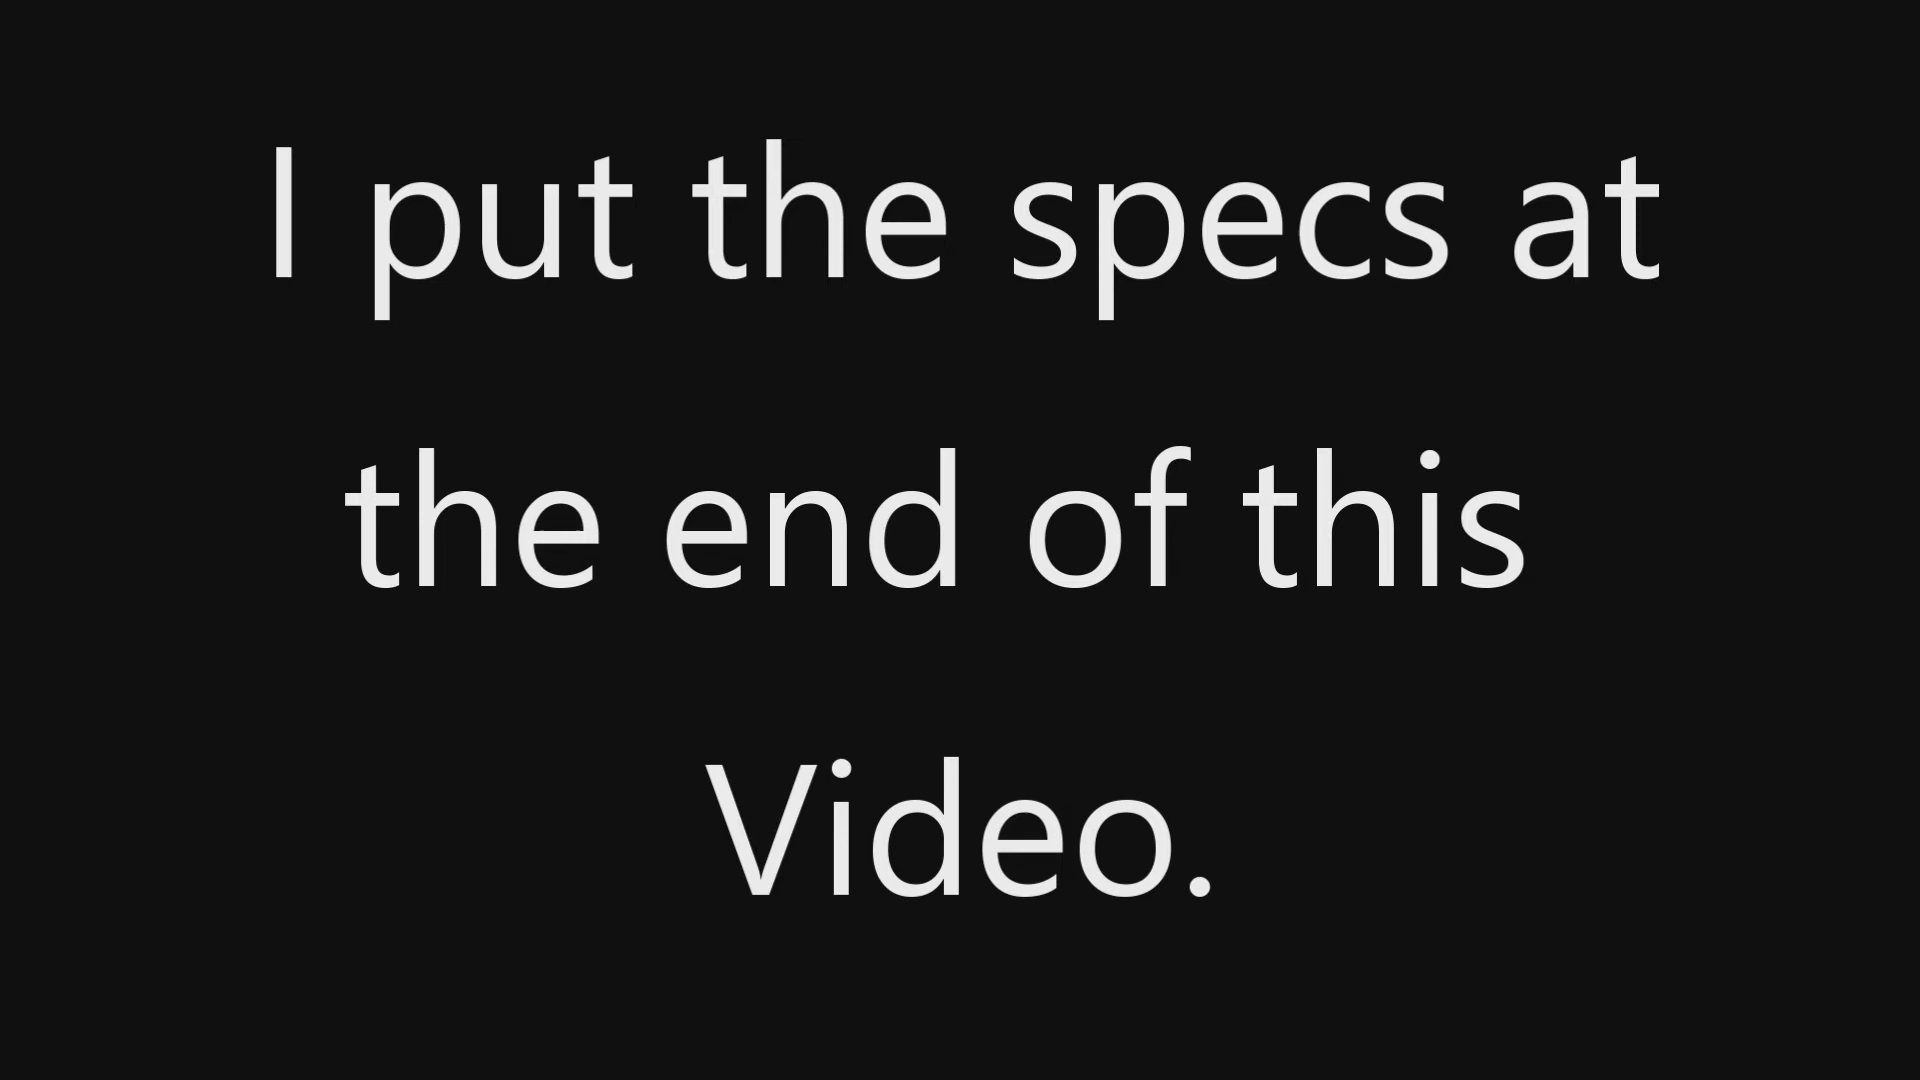 I put the specs at
the end of this
Video.